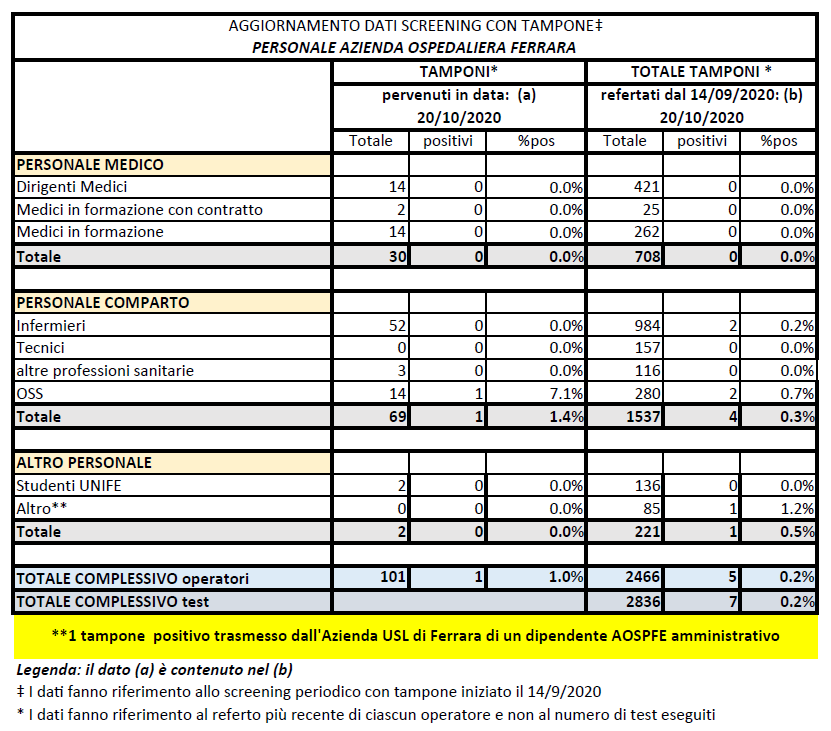 AGGIORNAMENTO DATI SCREENING CON TAMPONE‡
PERSONALE AZIENDA OSPEDALIERA FERRARA
TAMPONI* TOTALE TAMPONI *
pervenuti in data: (a) refertati dal 14/09/2020: (b)
20/10/2020 20/10/2020
Totale positivi %pos Totale positivi %pos
PERSONALE MEDICO
Dirigenti Medici 14 0 0.0% 421 0 0.0%
Medici in formazione con contratto 2 0 0.0% 25 0 0.0%
Medici in formazione 14 0 0.0% 262 0 0.0%
Totale 30 0 0.0% 708 0 0.0%
PERSONALE COMPARTO
Infermieri 52 0 0.0% 984 2 0.2%
Tecnici 0 0 0.0% 157 0 0.0%
altre professioni sanitarie 3 0 0.0% 116 0 0.0%
OSS 14 1 7.1% 280 2 0.7%
Totale 69 1 1.4% 1537 4 0.3%
ALTRO PERSONALE
Studenti UNIFE 2 0 0.0% 136 0 0.0%
Altro** 0 0 0.0% 85 1 1.2%
Totale 2 0 0.0% 221 1 0.5%
TOTALE COMPLESSIVO operatori 101 1 1.0% 2466 5 0.2%
TOTALE COMPLESSIVO test 2836 7 0.2%
**1 tampone positivo trasmesso dall'Azienda USL di Ferrara di un dipendente AOSPFE amministrativo
Legenda: il dato (a) è contenuto nel (b)
‡ I dati fanno riferimento allo screening periodico con tampone iniziato il 14/9/2020
* I dati fanno riferimento al referto più recente di ciascun operatore e non al numero di test eseguiti